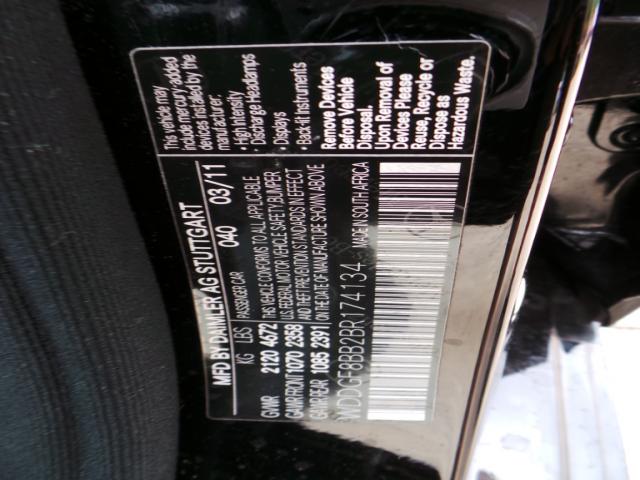 MFD BY DAIMLER AG STUTTGART
KG LBS PASSENGER CAR 040 03/11
GVWR 2120 4672 THIS VEHICLE CONFORMS TO ALL APPLICABLE
GAWR FRONT 1070 2358 U.S. FEDERAL MOTOR VEHICLE SAFETY, BUMPER
GAWR REAR 1085 2391 AND THEFT PREVENTION STANDARDS IN EFFECT
ON THE DATE OF MANUFACTURE SHOWN ABOVE
WDDGF8BB2BR174134 MADE IN SOUTH AFRICA
This vehicle may
include mercury-added
devices installed by the
manufacturer:
• High Intensity
Discharge Headlamps
• Displays
• Back-lit Instruments
Remove Devices
Before Vehicle
Disposal.
Upon Removal of
Devices Please
Reuse, Recycle or
Dispose as
Hazardous Waste.